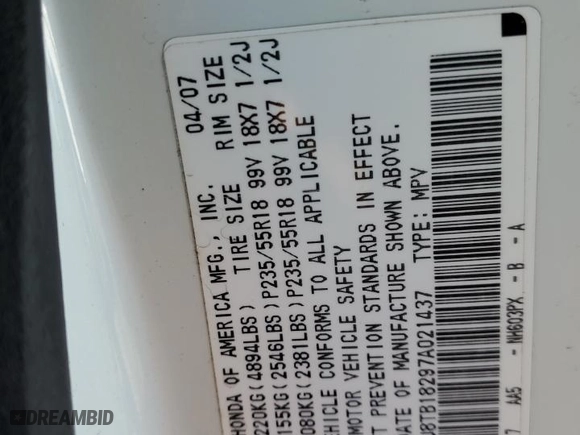 HONDA OF AMERICA MFG., INC. 04/07
220KG(4894LBS) TIRE SIZE RIM SIZE
155KG(2546LBS)P235/55R18 99V 18X7 1/2J
080KG(2381LBS)P235/55R18 99V 18X7 1/2J
VEHICLE CONFORMS TO ALL APPLICABLE
MOTOR VEHICLE SAFETY
T PREVENTION STANDARDS IN EFFECT
ATE OF MANUFACTURE SHOWN ABOVE.
8TB18297A021437 TYPE: MPV
7 AA5 - NH603PX - B - A
DREAMBID